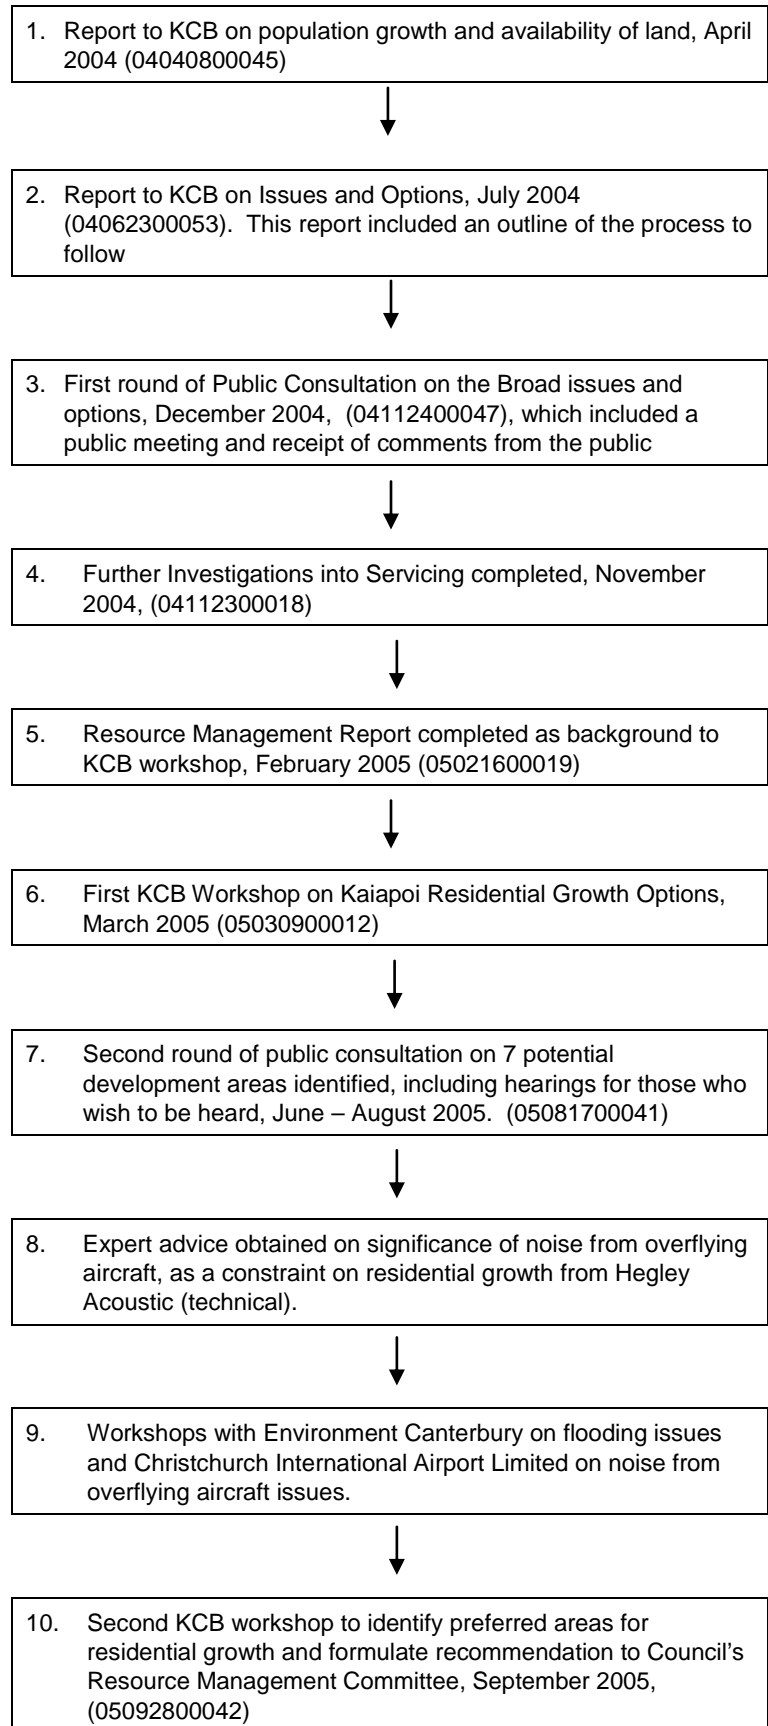 1. Report to KCB on population growth and availability of land, April
2004 (04040800045)
2. Report to KCB on Issues and Options, July 2004
(04062300053). This report included an outline of the process to
follow
3. First round of Public Consultation on the Broad issues and
options, December 2004, (04112400047), which included a
public meeting and receipt of comments from the public
4. Further Investigations into Servicing completed, November
2004, (04112300018)
5. Resource Management Report completed as background to
KCB workshop, February 2005 (05021600019)
6. First KCB Workshop on Kaiapoi Residential Growth Options,
March 2005 (05030900012)
7. Second round of public consultation on 7 potential
development areas identified, including hearings for those who
wish to be heard, June – August 2005. (05081700041)
8. Expert advice obtained on significance of noise from overflying
aircraft, as a constraint on residential growth from Hegley
Acoustic (technical).
9. Workshops with Environment Canterbury on flooding issues
and Christchurch International Airport Limited on noise from
overflying aircraft issues.
10. Second KCB workshop to identify preferred areas for
residential growth and formulate recommendation to Council's
Resource Management Committee, September 2005,
(05092800042)